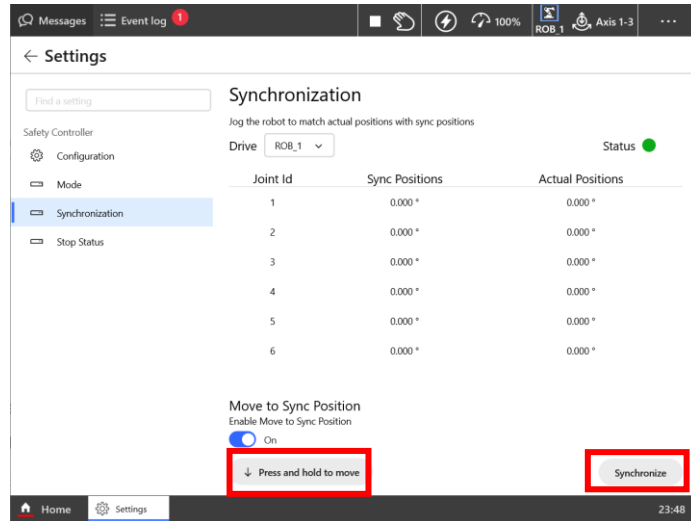 Messages Event log 1 100% ROB_1 Axis 1-3 ...
← Settings
Find a setting
Safety Controller
Configuration
Mode
Synchronization
Stop Status
Synchronization
Jog the robot to match actual positions with sync positions
Drive ROB_1 Status
Joint Id Sync Positions Actual Positions
1 0.000 ° 0.000 °
2 0.000 ° 0.000 °
3 0.000 ° 0.000 °
4 0.000 ° 0.000 °
5 0.000 ° 0.000 °
6 0.000 ° 0.000 °
Move to Sync Position
Enable Move to Sync Position
On
↓ Press and hold to move Synchronize
Home Settings 23:48